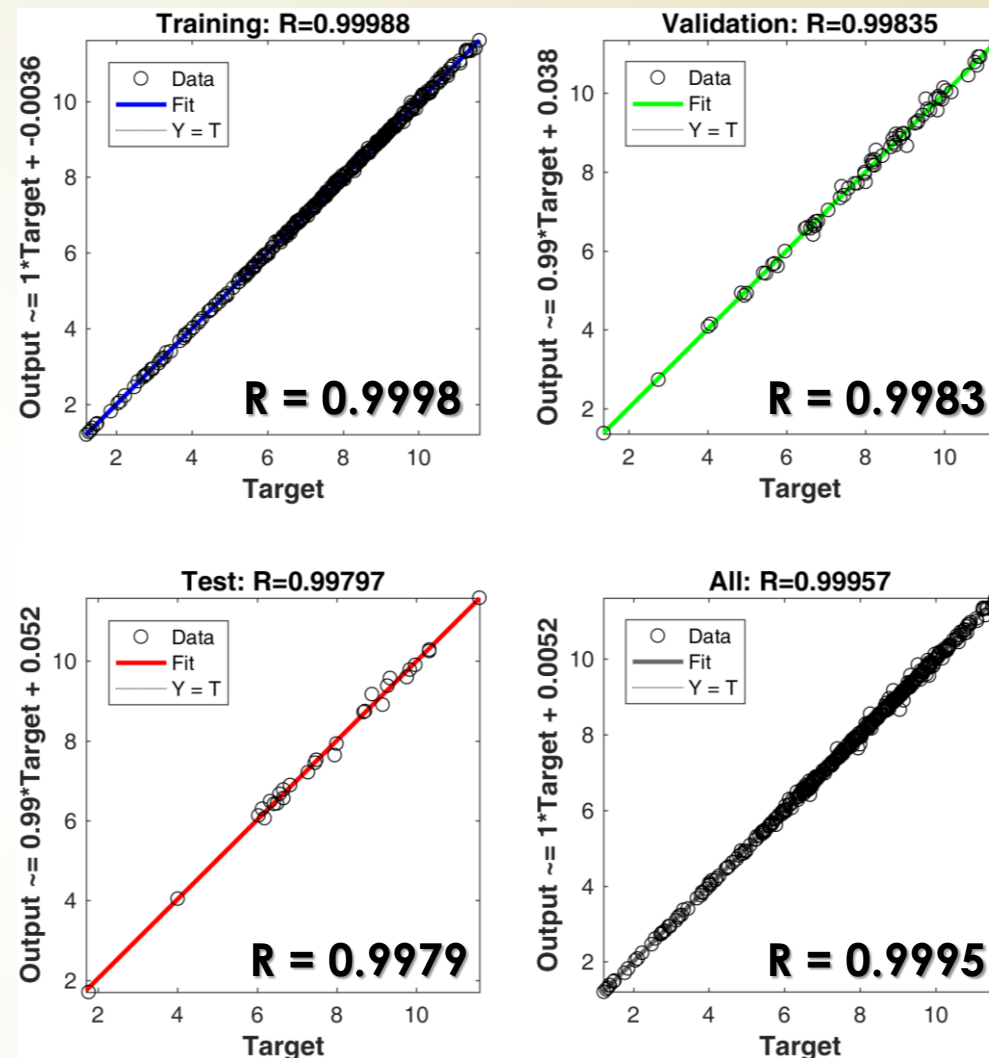 Training: R=0.99988
Output ~= 1*Target + -0.0036
Data
Fit
Y = T
10
8
6
4
2
R = 0.9998
2 4 6 8 10
Target
Validation: R=0.99835
Output ~= 0.99*Target + 0.038
Data
Fit
Y = T
10
8
6
4
2
R = 0.9983
2 4 6 8 10
Target
Test: R=0.99797
Output ~= 0.99*Target + 0.052
Data
Fit
Y = T
10
8
6
4
2
R = 0.9979
2 4 6 8 10
Target
All: R=0.99957
Output ~= 1*Target + 0.0052
Data
Fit
Y = T
10
8
6
4
2
R = 0.9995
2 4 6 8 10
Target